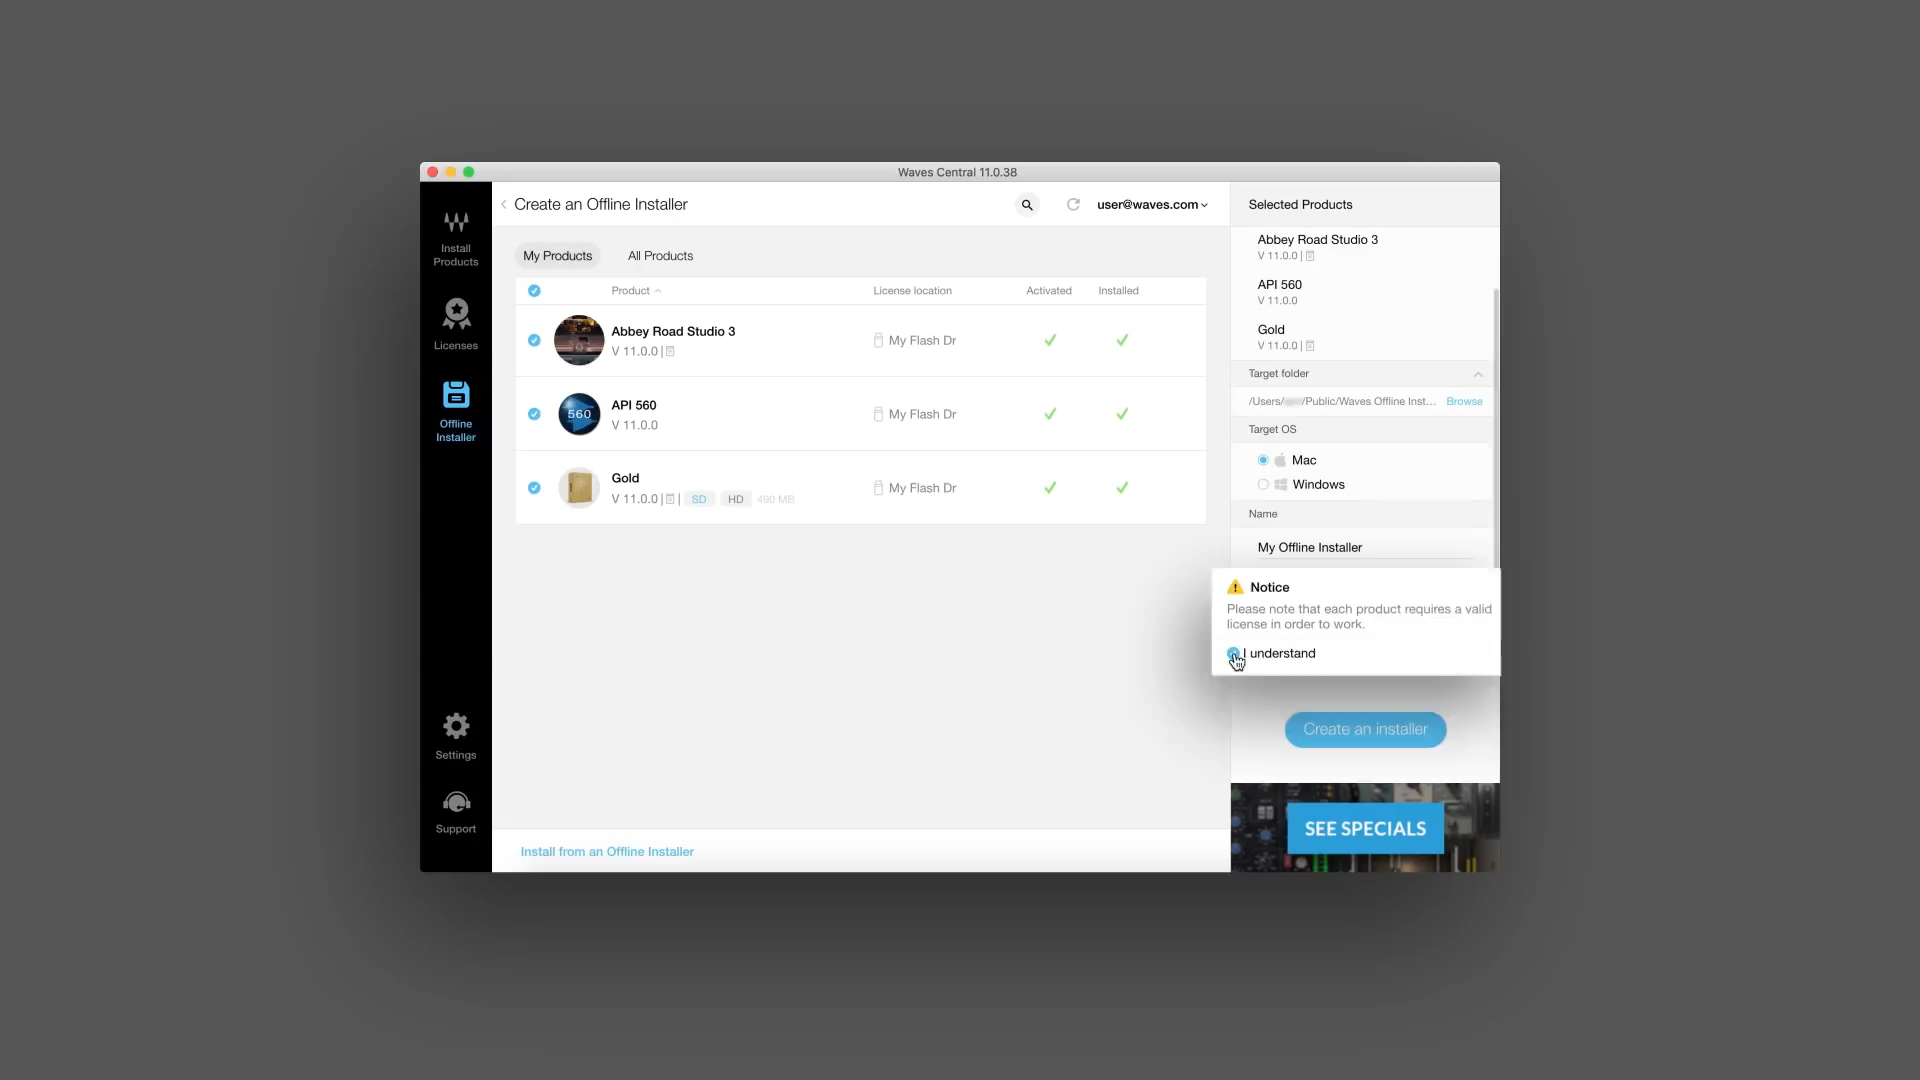 Waves Central 11.0.38
Install
Products
Licenses
Offline
Installer
Settings
Support
Create an Offline Installer
user@waves.com
My Products
All Products
Product
License location
Activated
Installed
Abbey Road Studio 3
V 11.0.0 |
My Flash Dr
560
API 560
V 11.0.0
My Flash Dr
Gold
V 11.0.0 | | SD HD 490 MB
My Flash Dr
Install from an Offline Installer
Selected Products
Abbey Road Studio 3
V 11.0.0 |
API 560
V 11.0.0
Gold
V 11.0.0 |
Target folder
/Users/ /Public/Waves Offline Inst... Browse
Target OS
Mac
Windows
Name
My Offline Installer
Notice
Please note that each product requires a valid
license in order to work.
I understand
Create an installer
SEE SPECIALS